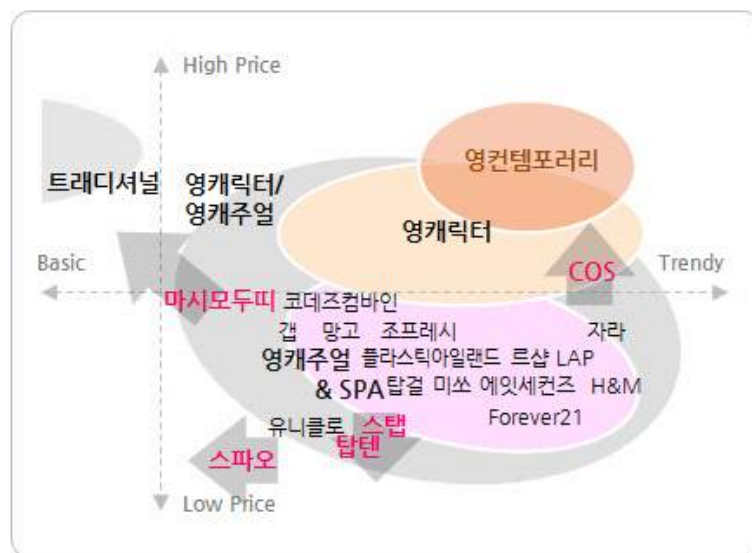 High Price
영컨템포러리
트래디셔널
영캐릭터/
영캐주얼
영캐릭터
Basic
COS
Trendy
마시모두띠 코데즈컴바인
갭 망고 조프레시 자라
영캐주얼 플라스틱아일랜드 르샵 LAP
& SPA 탑걸 미쏘 에잇세컨즈 H&M
Forever21
유니클로 스탭
탑텐
스파오
Low Price